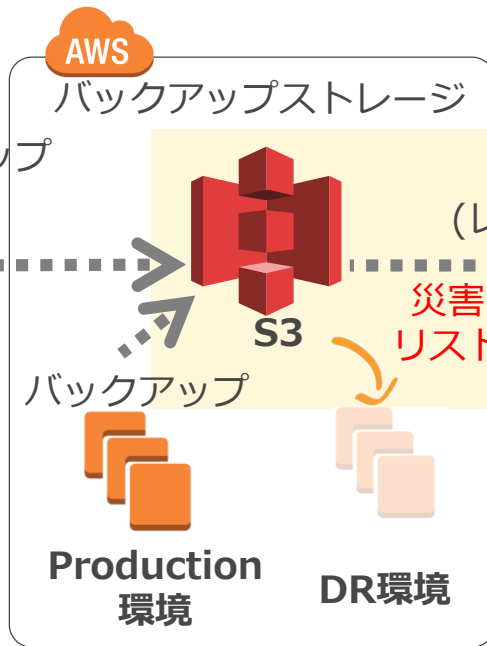 AWS
バックアップストレージ
ップ
(レ
災害
リスト
S3
バックアップ
Production
環境
DR環境